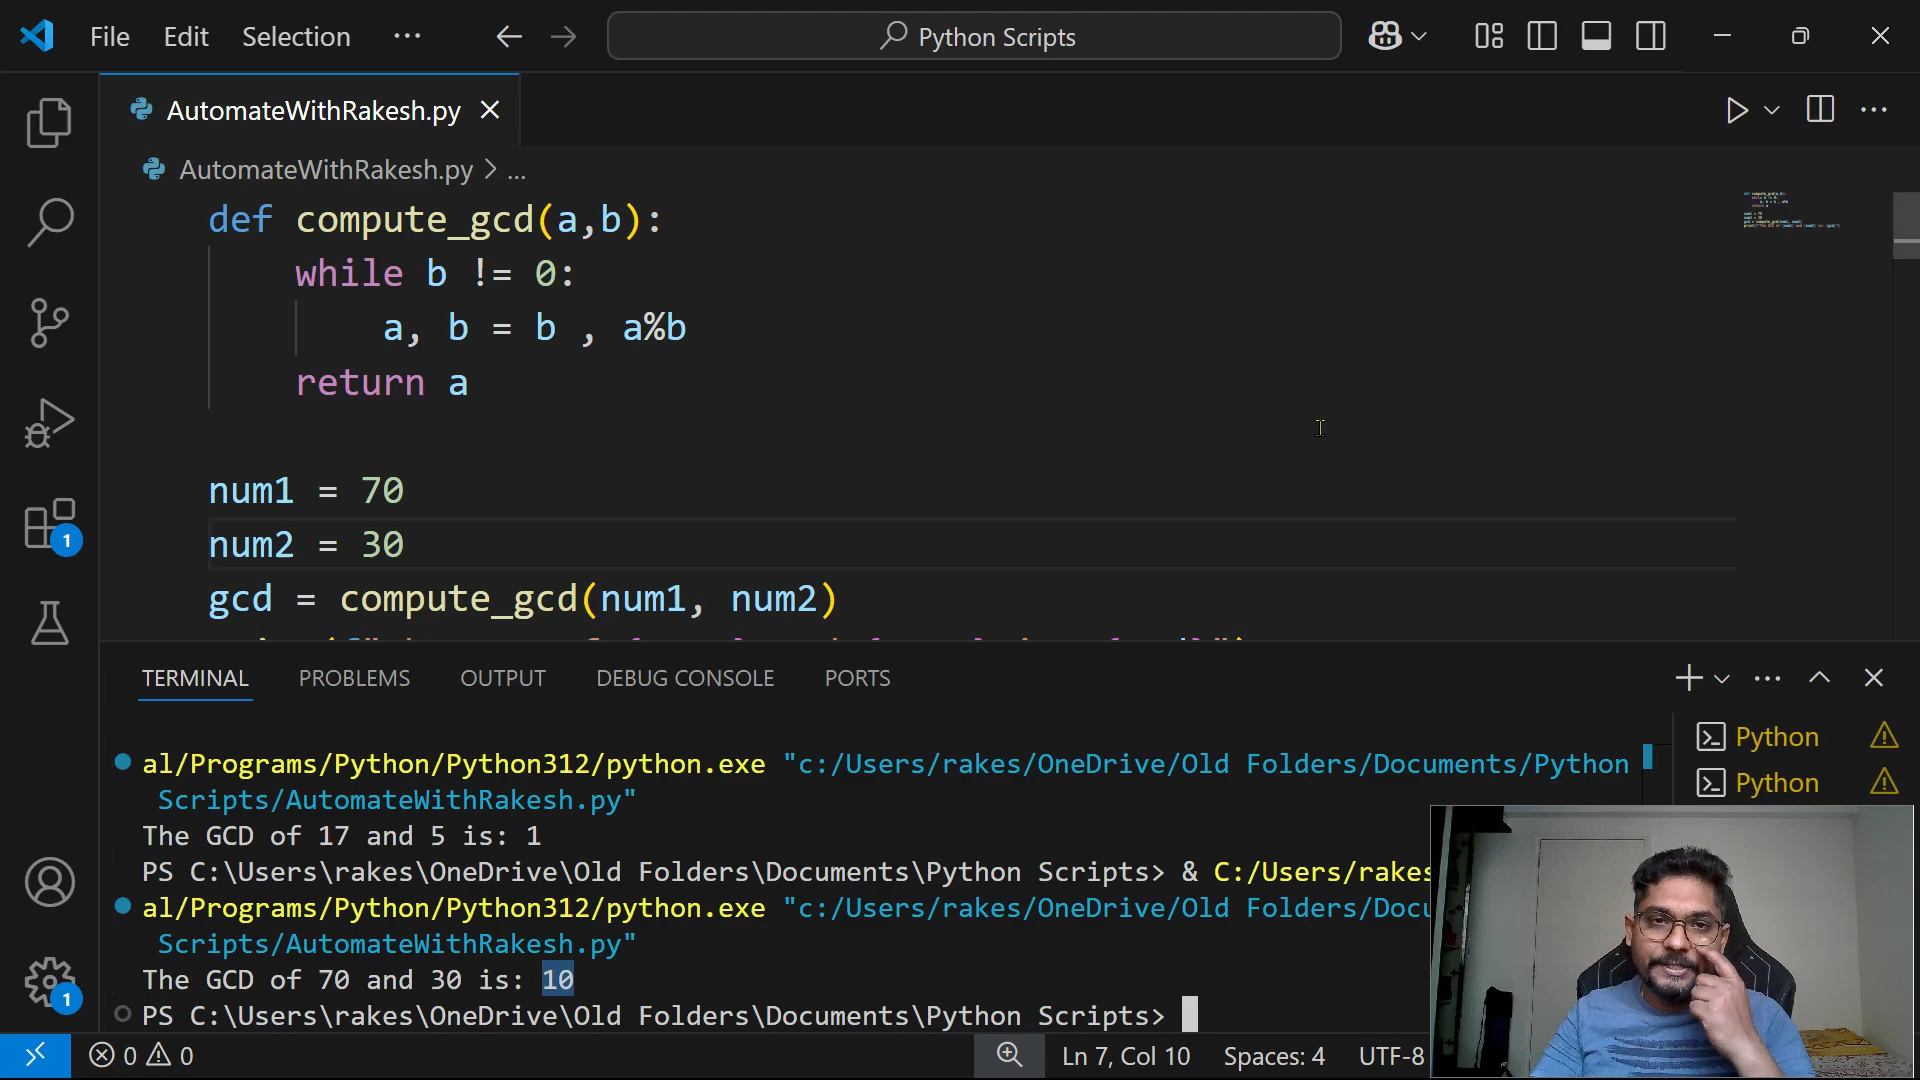 File Edit Selection ··· Python Scripts
AutomateWithRakesh.py
AutomateWithRakesh.py > ...
def compute_gcd(a,b):
while b != 0:
a, b = b , a%b
return a
num1 = 70
num2 = 30
gcd = compute_gcd(num1, num2)
1
TERMINAL PROBLEMS OUTPUT DEBUG CONSOLE PORTS
Python
Python
al/Programs/Python/Python312/python.exe "c:/Users/rakes/OneDrive/Old Folders/Documents/Python
Scripts/AutomateWithRakesh.py"
The GCD of 17 and 5 is: 1
PS C:\Users\rakes\OneDrive\Old Folders\Documents\Python Scripts> & C:/Users/rakes
al/Programs/Python/Python312/python.exe "c:/Users/rakes/OneDrive/Old Folders/Docu
Scripts/AutomateWithRakesh.py"
The GCD of 70 and 30 is: 10
PS C:\Users\rakes\OneDrive\Old Folders\Documents\Python Scripts>
1
0 0 Ln 7, Col 10 Spaces: 4 UTF-8